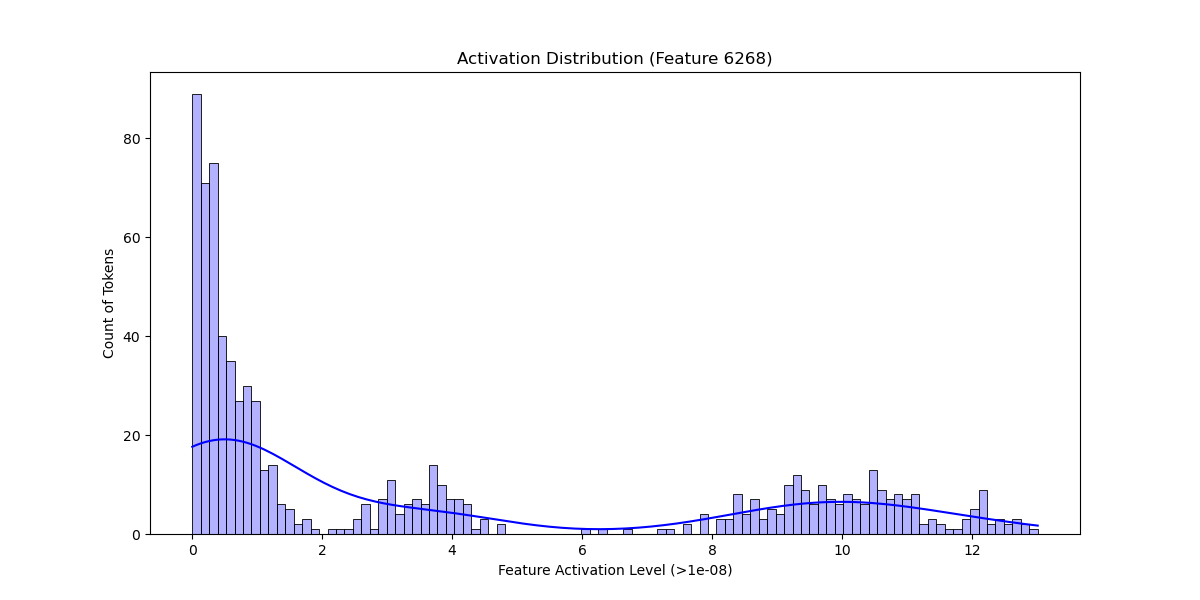 Activation Distribution (Feature 6268)
Count of Tokens
80
60
40
20
0
0 2 4 6 8 10 12
Feature Activation Level (>1e-08)